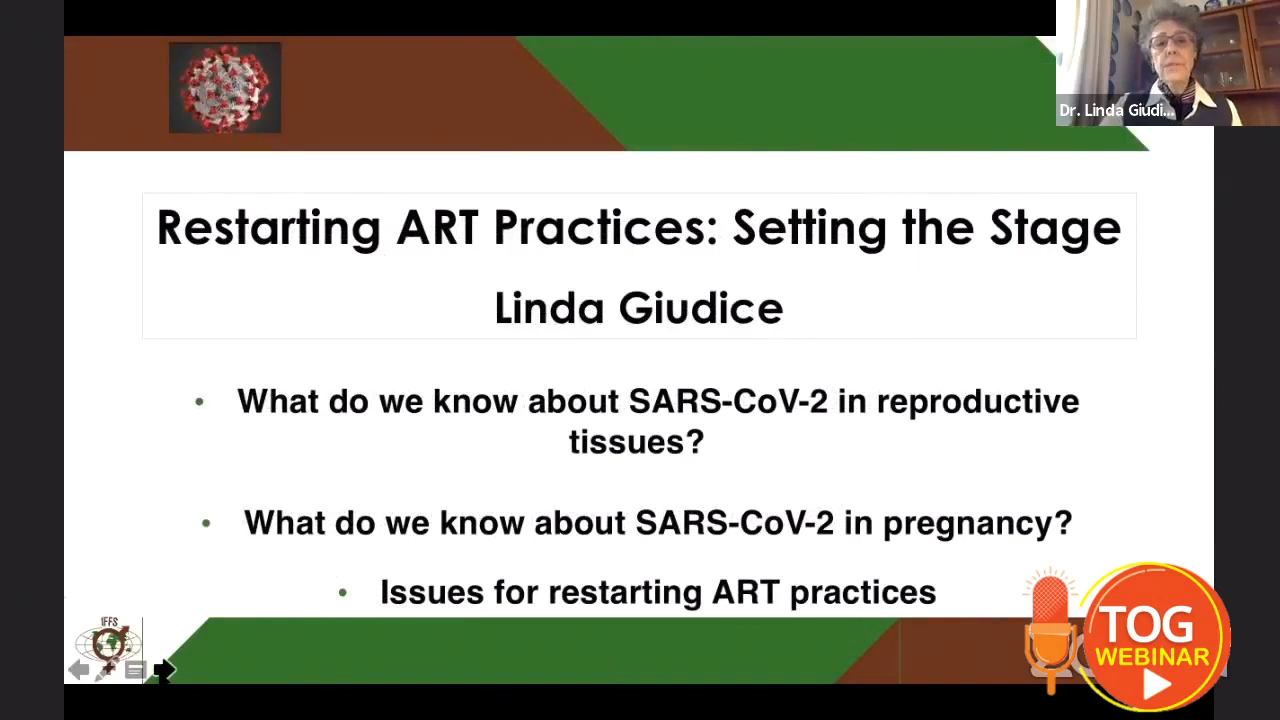 Dr. Linda Giudi...
Restarting ART Practices: Setting the Stage
Linda Giudice
• What do we know about SARS-CoV-2 in reproductive
tissues?
• What do we know about SARS-CoV-2 in pregnancy?
• Issues for restarting ART practices
IFFS
TOG
WEBINAR